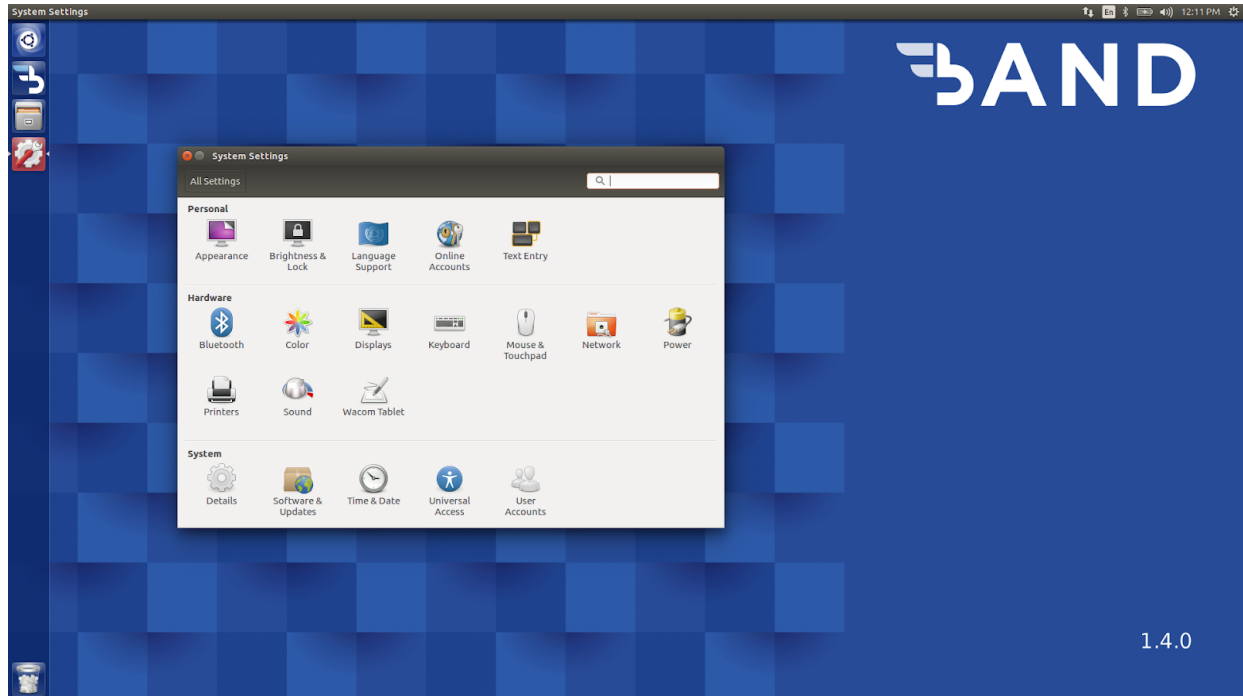 System Settings
En
12:11 PM
BAND
System Settings
All Settings
Personal
Appearance
Brightness &
Lock
Language
Support
Online
Accounts
Text Entry
Hardware
Bluetooth
Color
Displays
Keyboard
Mouse &
Touchpad
Network
Power
Printers
Sound
Wacom Tablet
System
Details
Software &
Updates
Time & Date
Universal
Access
User
Accounts
1.4.0